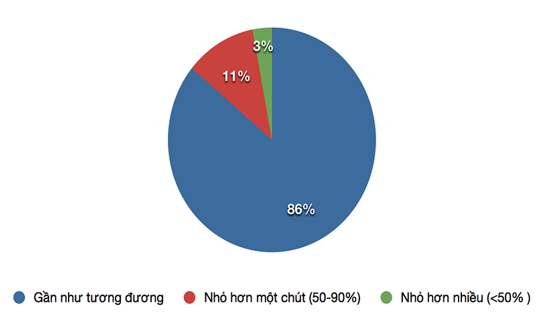 3%
11%
86%
Gần như tương đương
Nhỏ hơn một chút (50-90%)
Nhỏ hơn nhiều (<50% )